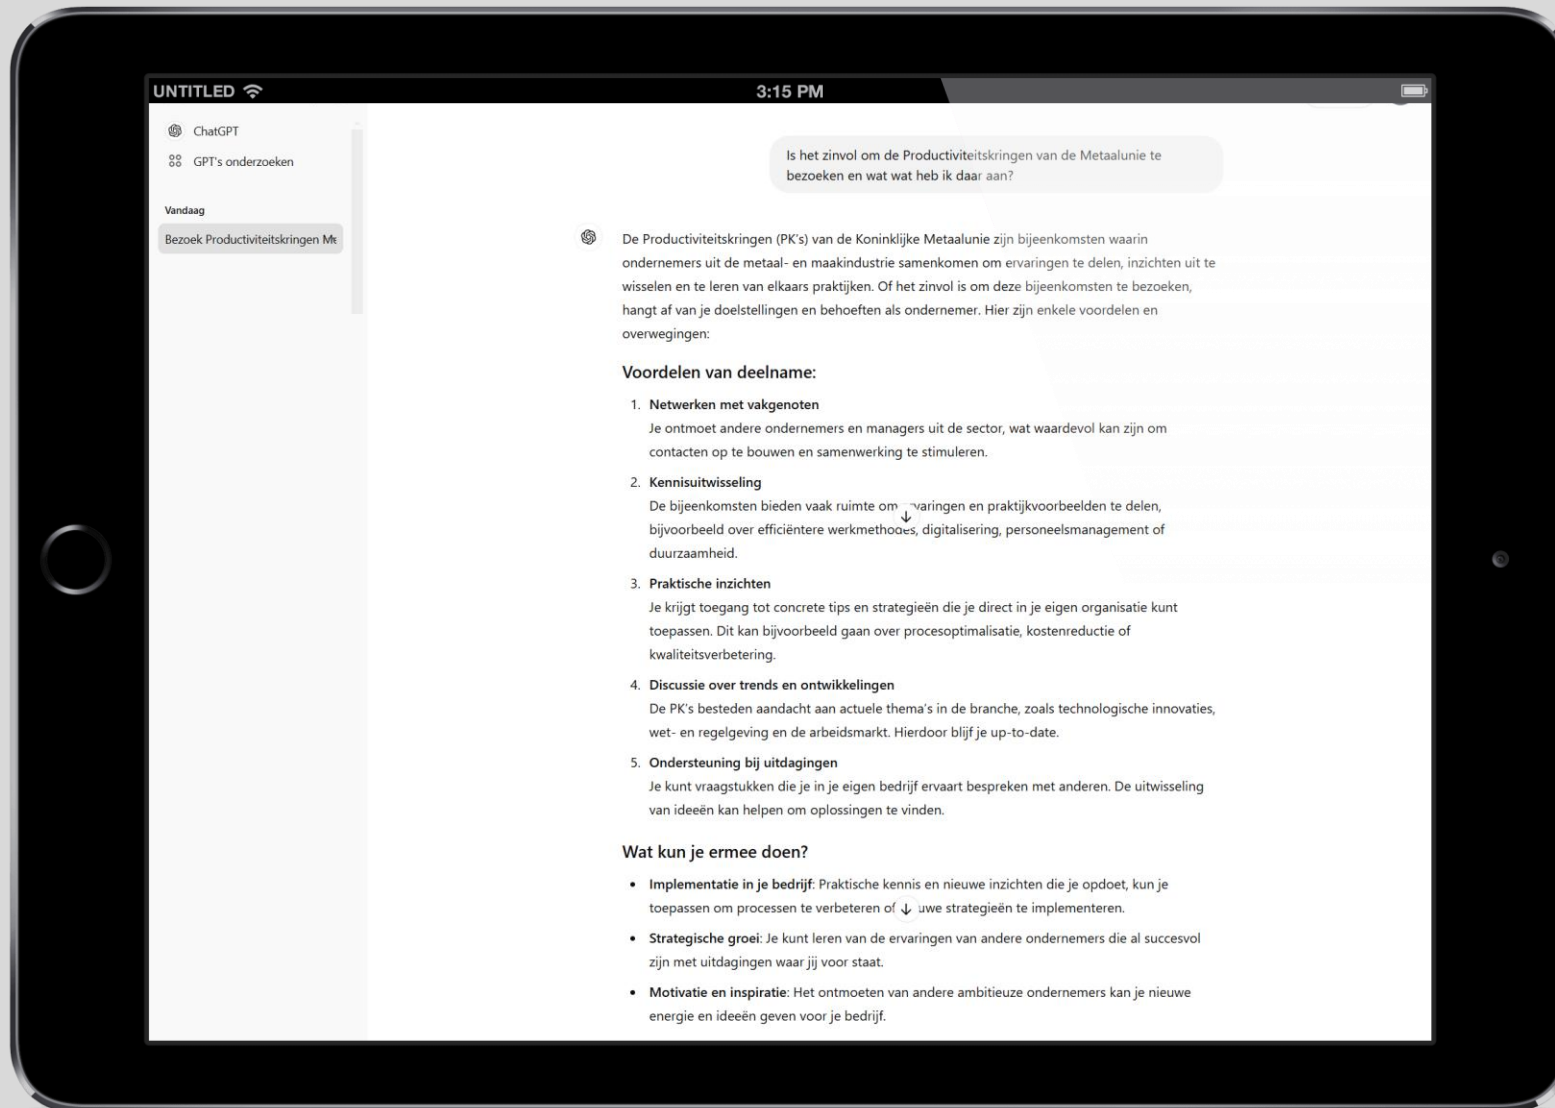 UNTITLED
3:15 PM
ChatGPT
GPT's onderzoeken
Vandaag
Bezoek Productiviteitskringen Me
Is het zinvol om de Productiviteitskringen van de Metaalunie te
bezoeken en wat wat heb ik daar aan?
De Productiviteitskringen (PK's) van de Koninklijke Metaalunie zijn bijeenkomsten waarin
ondernemers uit de metaal- en maakindustrie samenkomen om ervaringen te delen, inzichten uit te
wisselen en te leren van elkaars praktijken. Of het zinvol is om deze bijeenkomsten te bezoeken,
hangt af van je doelstellingen en behoeften als ondernemer. Hier zijn enkele voordelen en
overwegingen:
Voordelen van deelname:
1. Netwerken met vakgenoten
Je ontmoet andere ondernemers en managers uit de sector, wat waardevol kan zijn om
contacten op te bouwen en samenwerking te stimuleren.
2. Kennisuitwisseling
De bijeenkomsten bieden vaak ruimte om varingen en praktijkvoorbeelden te delen,
bijvoorbeeld over efficiëntere werkmethodes, digitalisering, personeelsmanagement of
duurzaamheid.
3. Praktische inzichten
Je krijgt toegang tot concrete tips en strategieën die je direct in je eigen organisatie kunt
toepassen. Dit kan bijvoorbeeld gaan over procesoptimalisatie, kostenreductie of
kwaliteitsverbetering.
4. Discussie over trends en ontwikkelingen
De PK's besteden aandacht aan actuele thema's in de branche, zoals technologische innovaties,
wet- en regelgeving en de arbeidsmarkt. Hierdoor blijf je up-to-date.
5. Ondersteuning bij uitdagingen
Je kunt vraagstukken die je in je eigen bedrijf ervaart bespreken met anderen. De uitwisseling
van ideeën kan helpen om oplossingen te vinden.
Wat kun je ermee doen?
• Implementatie in je bedrijf: Praktische kennis en nieuwe inzichten die je opdoet, kun je
toepassen om processen te verbeteren of uwe strategieën te implementeren.
• Strategische groei: Je kunt leren van de ervaringen van andere ondernemers die al succesvol
zijn met uitdagingen waar jij voor staat.
• Motivatie en inspiratie: Het ontmoeten van andere ambitieuze ondernemers kan je nieuwe
energie en ideeën geven voor je bedrijf.